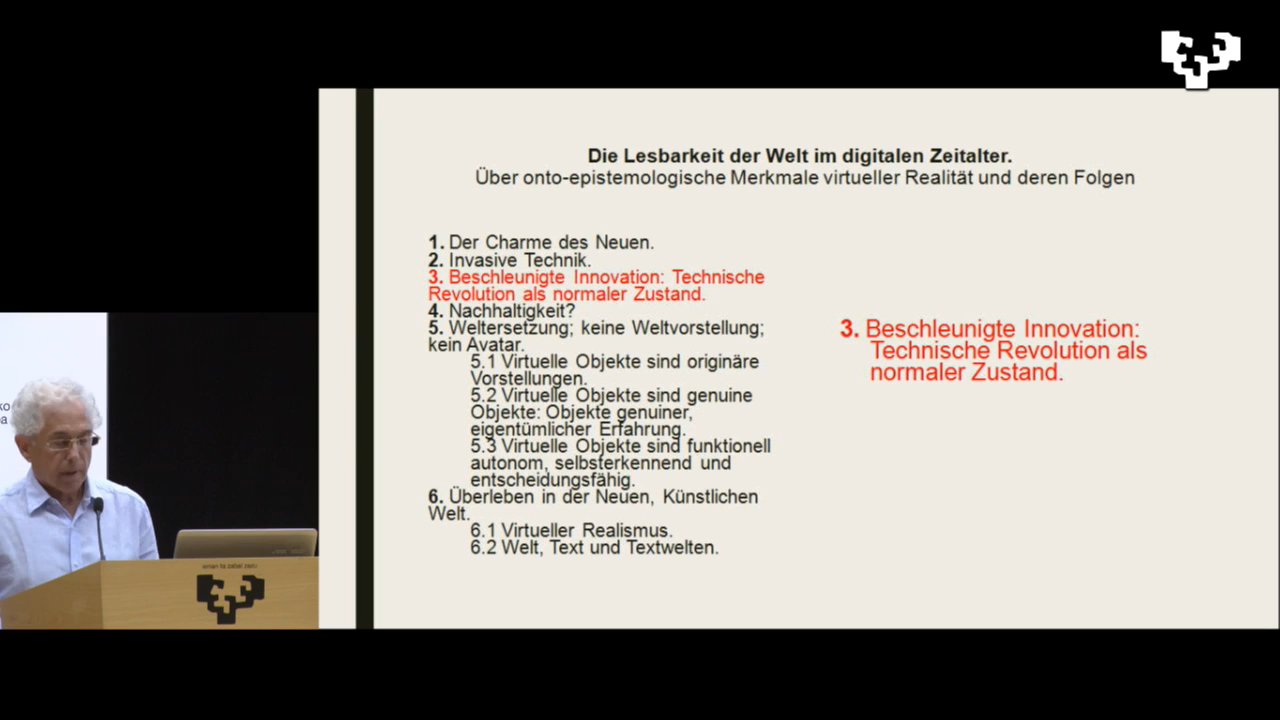 Die Lesbarkeit der Welt im digitalen Zeitalter.
Über onto-epistemologische Merkmale virtueller Realität und deren Folgen
1. Der Charme des Neuen.
2. Invasive Technik.
3. Beschleunigte Innovation: Technische
Revolution als normaler Zustand.
4. Nachhaltigkeit?
5. Weltersetzung; keine Weltvorstellung;
kein Avatar.
5.1 Virtuelle Objekte sind originäre
Vorstellungen.
5.2 Virtuelle Objekte sind genuine
Objekte: Objekte genuiner,
eigentümlicher Erfahrung.
5.3 Virtuelle Objekte sind funktionell
autonom, selbsterkennend und
entscheidungsfähig.
6. Überleben in der Neuen, Künstlichen
Welt.
6.1 Virtueller Realismus.
6.2 Welt, Text und Textwelten.
3. Beschleunigte Innovation:
Technische Revolution als
normaler Zustand.
eman ta zabal zazu